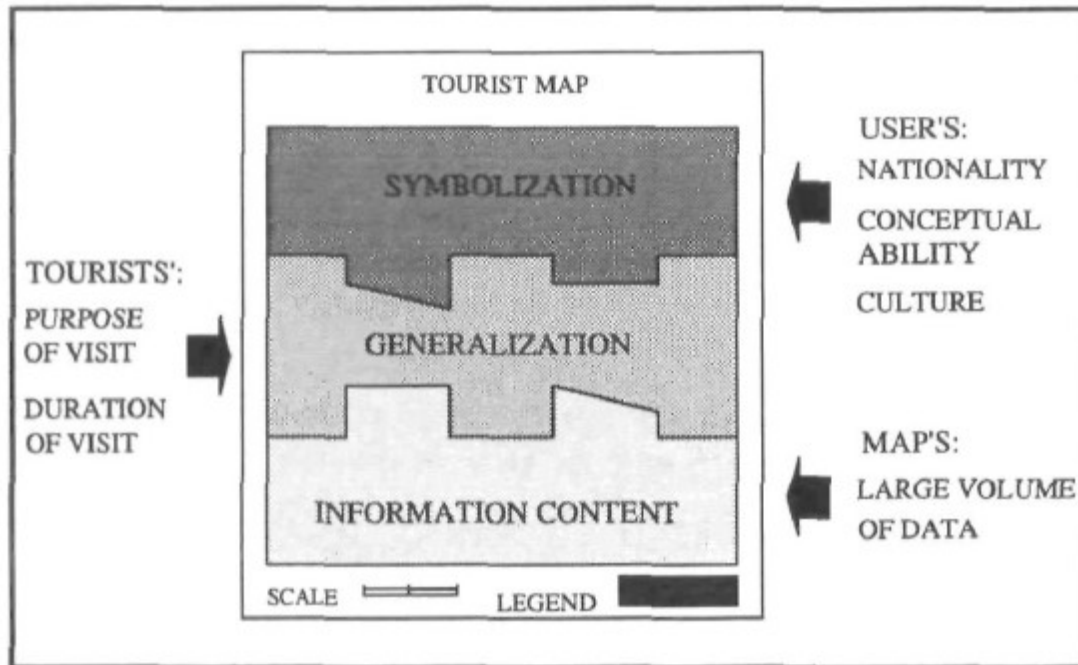 TOURIST MAP
SYMBOLIZATION
GENERALIZATION
INFORMATION CONTENT
SCALE
LEGEND
TOURISTS':
PURPOSE
OF VISIT
DURATION
OF VISIT
USER'S:
NATIONALITY
CONCEPTUAL
ABILITY
CULTURE
MAP'S:
LARGE VOLUME
OF DATA